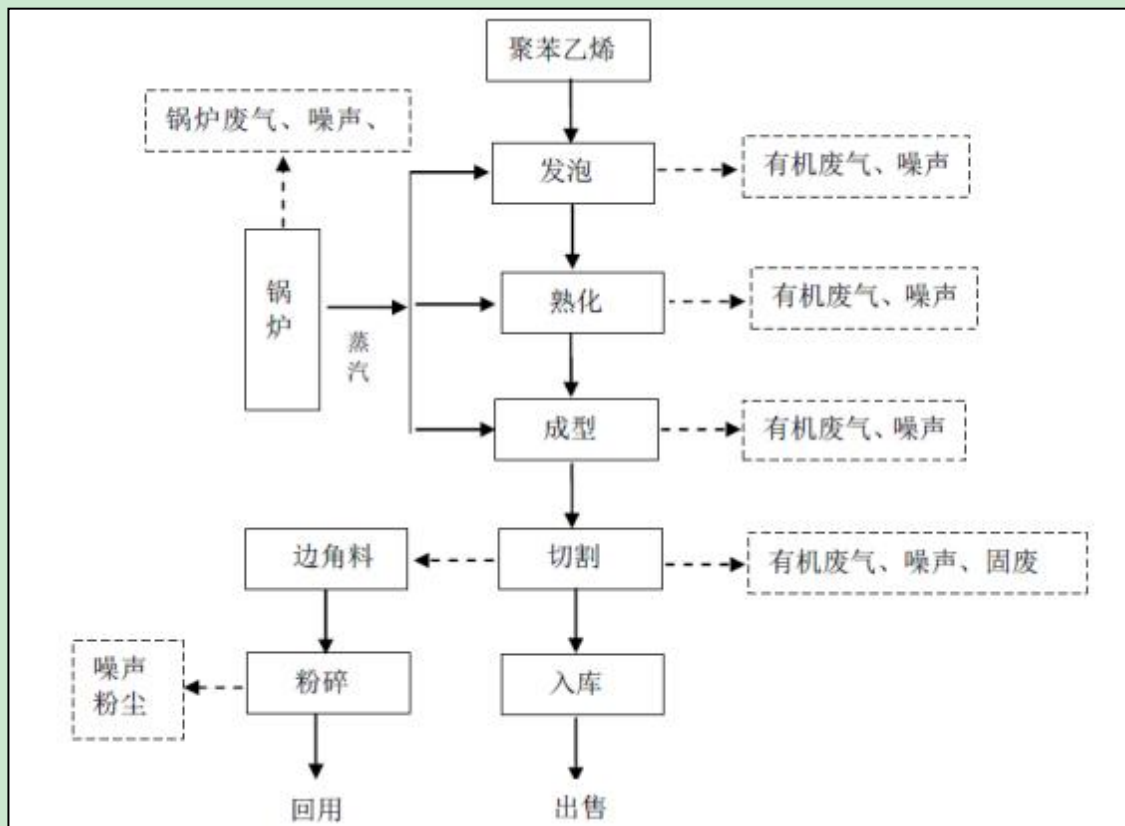 聚苯乙烯
锅炉废气、噪声、
发泡
有机废气、噪声
锅
炉
蒸
汽
熟化
有机废气、噪声
成型
有机废气、噪声
边角料
切割
有机废气、噪声、固废
噪声
粉尘
粉碎
入库
回用
出售